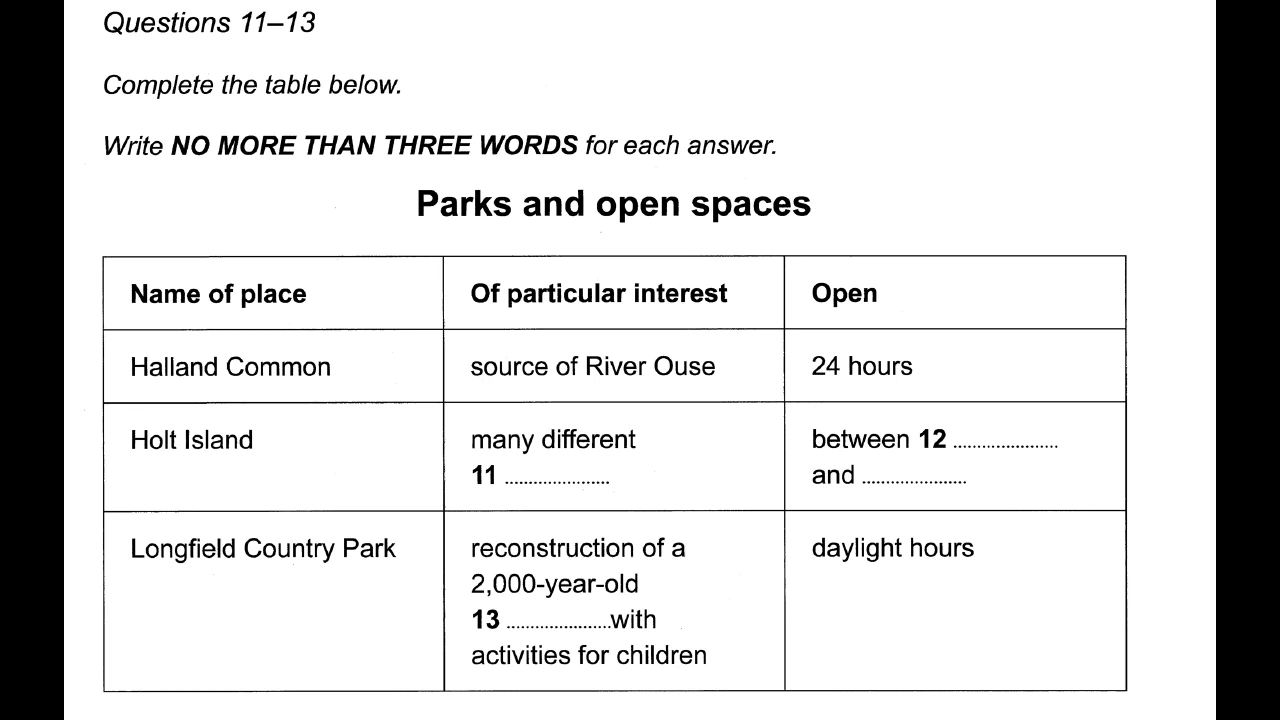 Questions 11–13
Complete the table below.
Write NO MORE THAN THREE WORDS for each answer.
Parks and open spaces
Name of place
Of particular interest
Open
Halland Common
source of River Ouse
24 hours
Holt Island
many different
11 ......................
between 12 ......................
and ......................
Longfield Country Park
reconstruction of a
2,000-year-old
13 ......................with
activities for children
daylight hours